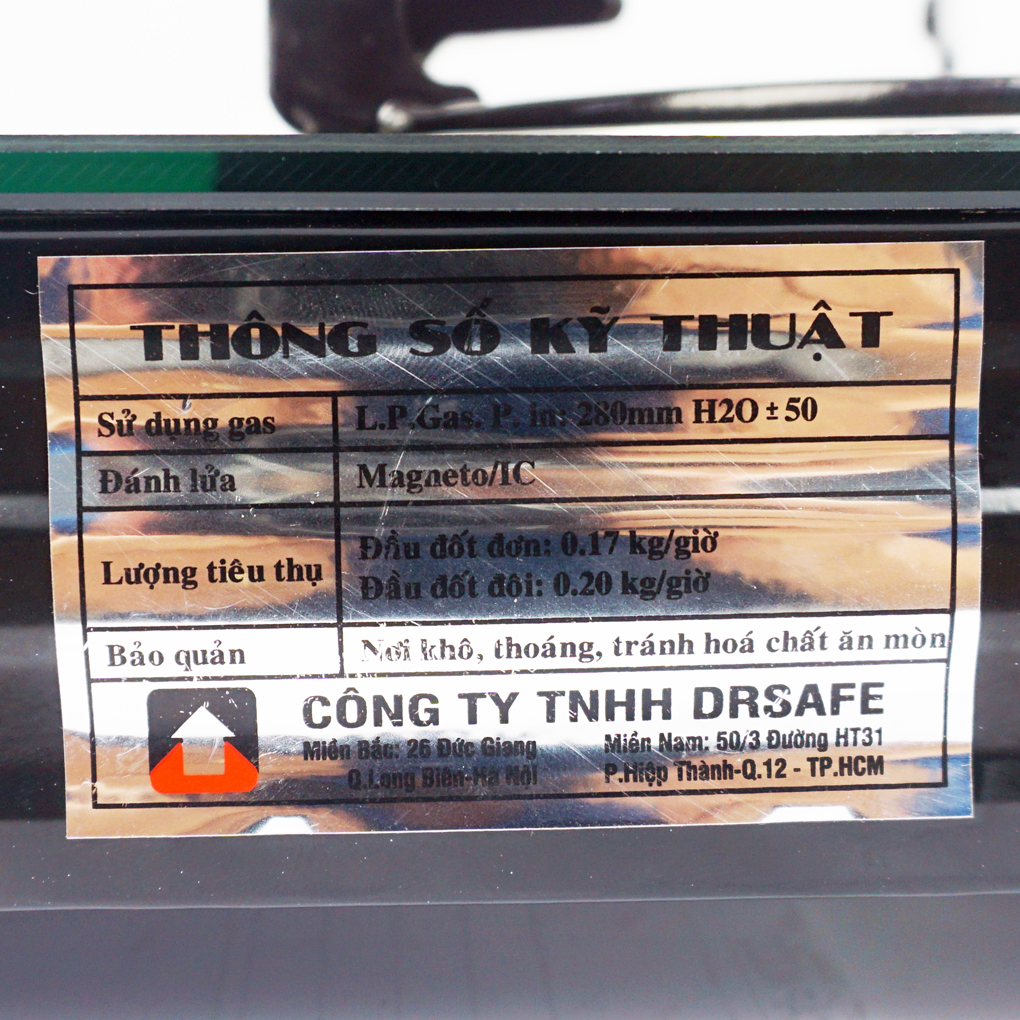 THÔNG SỐ KỸ THUẬT
Sử dụng gas L.P.Gas. P. in: 280mm H2O ± 50
Đánh lửa Magneto/IC
Lượng tiêu thụ
Đầu đốt đơn: 0.17 kg/giờ
Đầu đốt đôi: 0.20 kg/giờ
Bảo quản Nơi khô, thoáng, tránh hoá chất ăn mòn
CÔNG TY TNHH DRSAFE
Miền Bắc: 26 Đức Giang
Q.Long Biên-Hà Nôi
Miền Nam: 50/3 Đường HT31
P.Hiệp Thành-Q.12 - TP.HCM